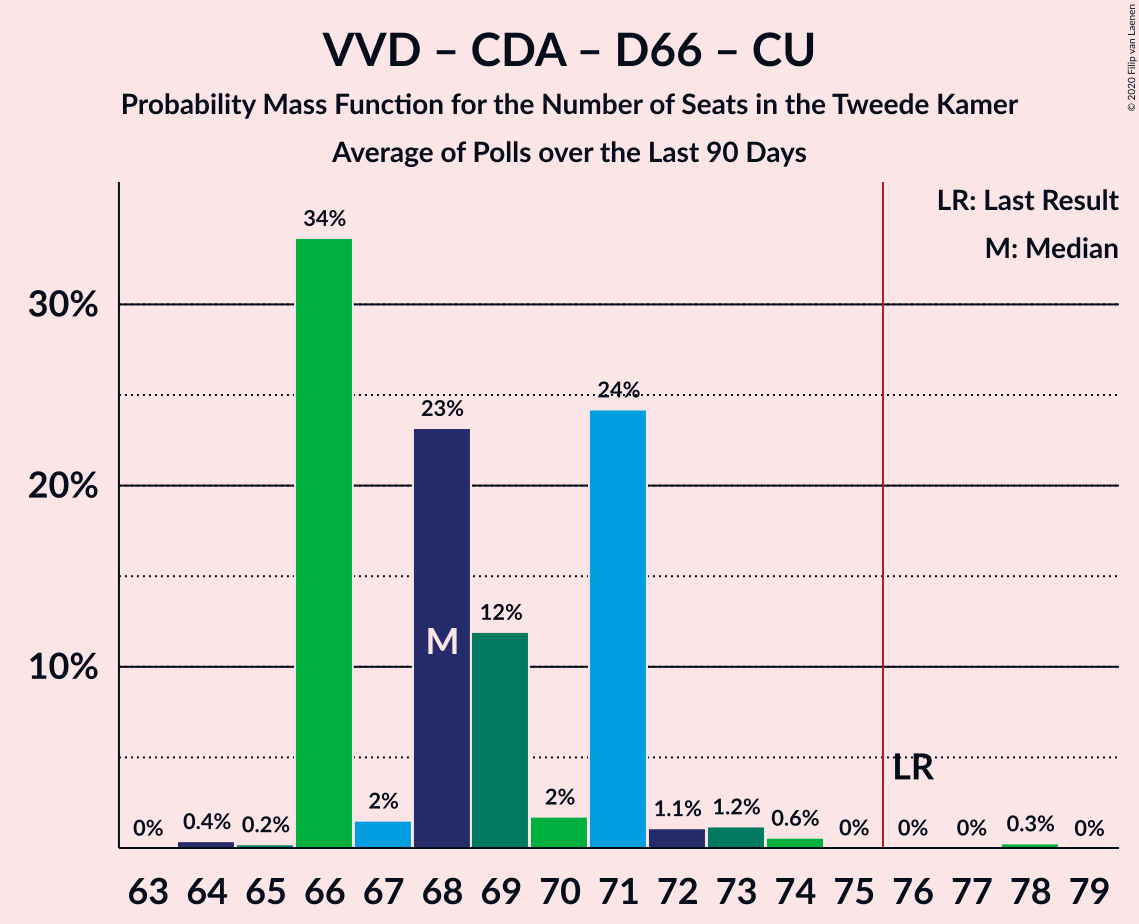 VVD – CDA – D66 – CU
Probability Mass Function for the Number of Seats in the Tweede Kamer
Average of Polls over the Last 90 Days
© 2020 Filip van Laenen
LR: Last Result
M: Median
34%
30%
24%
23%
20%
12%
M
10%
LR
0% 0.4% 0.2% 2% 2% 1.1% 1.2% 0.6% 0% 0% 0% 0.3% 0%
63 64 65 66 67 68 69 70 71 72 73 74 75 76 77 78 79